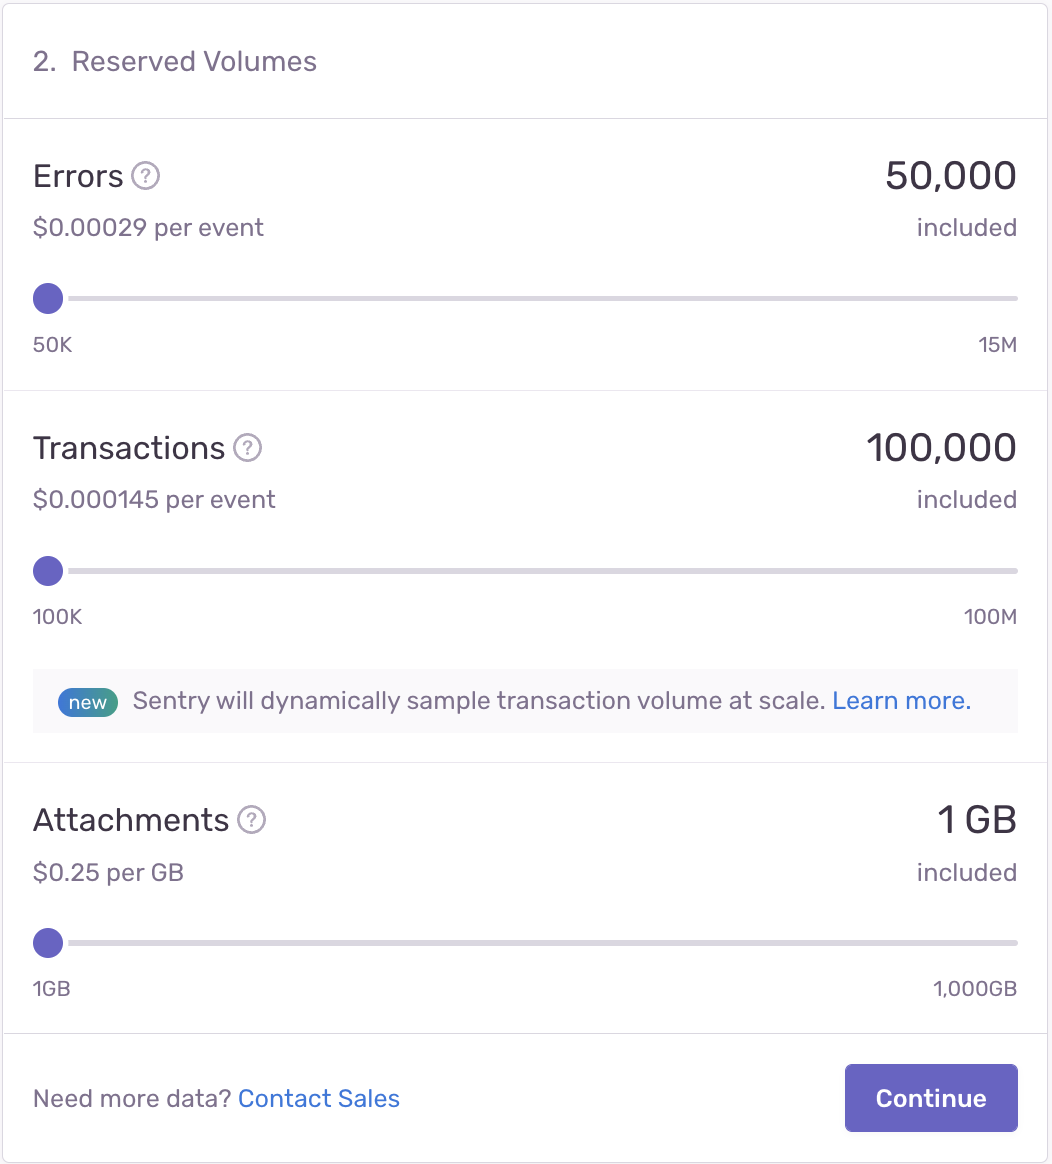 2. Reserved Volumes
Errors ?
50,000
$0.00029 per event
included
50K
15M
Transactions ?
100,000
$0.000145 per event
included
100K
100M
new Sentry will dynamically sample transaction volume at scale. Learn more.
Attachments ?
1 GB
$0.25 per GB
included
1GB
1,000GB
Need more data? Contact Sales
Continue